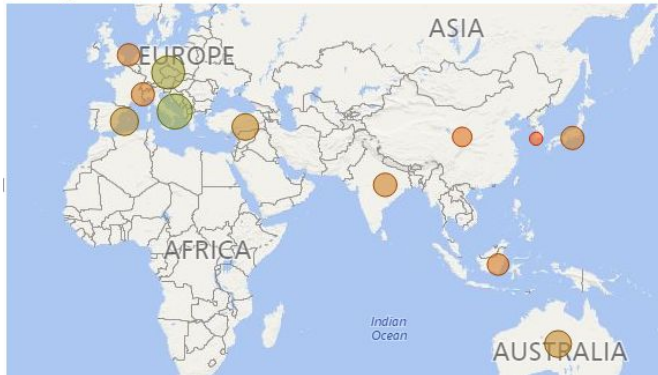 ASIA
EUROPE
AFRICA
Indian
Ocean
AUSTRALIA